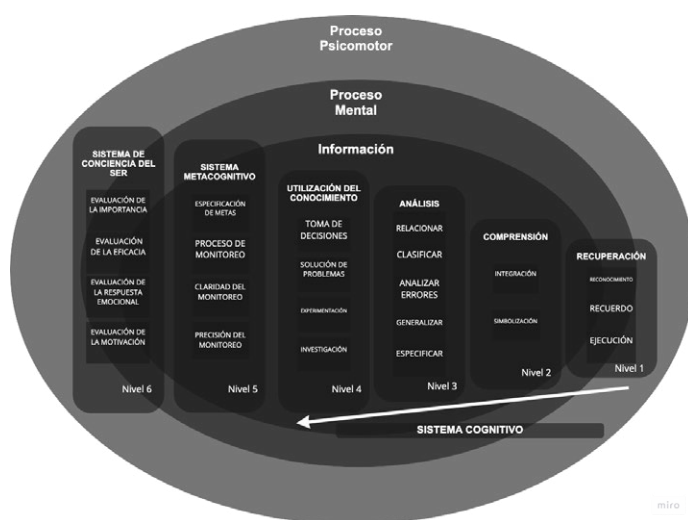 Proceso
Psicomotor
Proceso
Mental
Información
SISTEMA DE
CONCIENCIA DEL
SER
EVALUACIÓN DE
LA IMPORTANCIA
EVALUACIÓN
DE LA EFICACIA
EVALUACIÓN DE
LA RESPUESTA
EMOCIONAL
EVALUACIÓN DE
LA MOTIVACIÓN
Nivel 6
SISTEMA
METACOGNITIVO
ESPECIFICACIÓN
DE METAS
PROCESO DE
MONITOREO
CLARIDAD DEL
MONITOREO
PRECISIÓN DEL
MONITOREO
Nivel 5
UTILIZACIÓN DEL
CONOCIMIENTO
TOMA DE
DECISIONES
SOLUCIÓN DE
PROBLEMAS
EXPERIMENTACIÓN
INVESTIGACIÓN
Nivel 4
ANÁLISIS
RELACIONAR
CLASIFICAR
ANALIZAR
ERRORES
GENERALIZAR
ESPECIFICAR
Nivel 3
COMPRENSIÓN
INTEGRACIÓN
SIMBOLIZACIÓN
Nivel 2
RECUPERACIÓN
RECONOCIMIENTO
RECUERDO
EJECUCIÓN
Nivel 1
SISTEMA COGNITIVO
miro